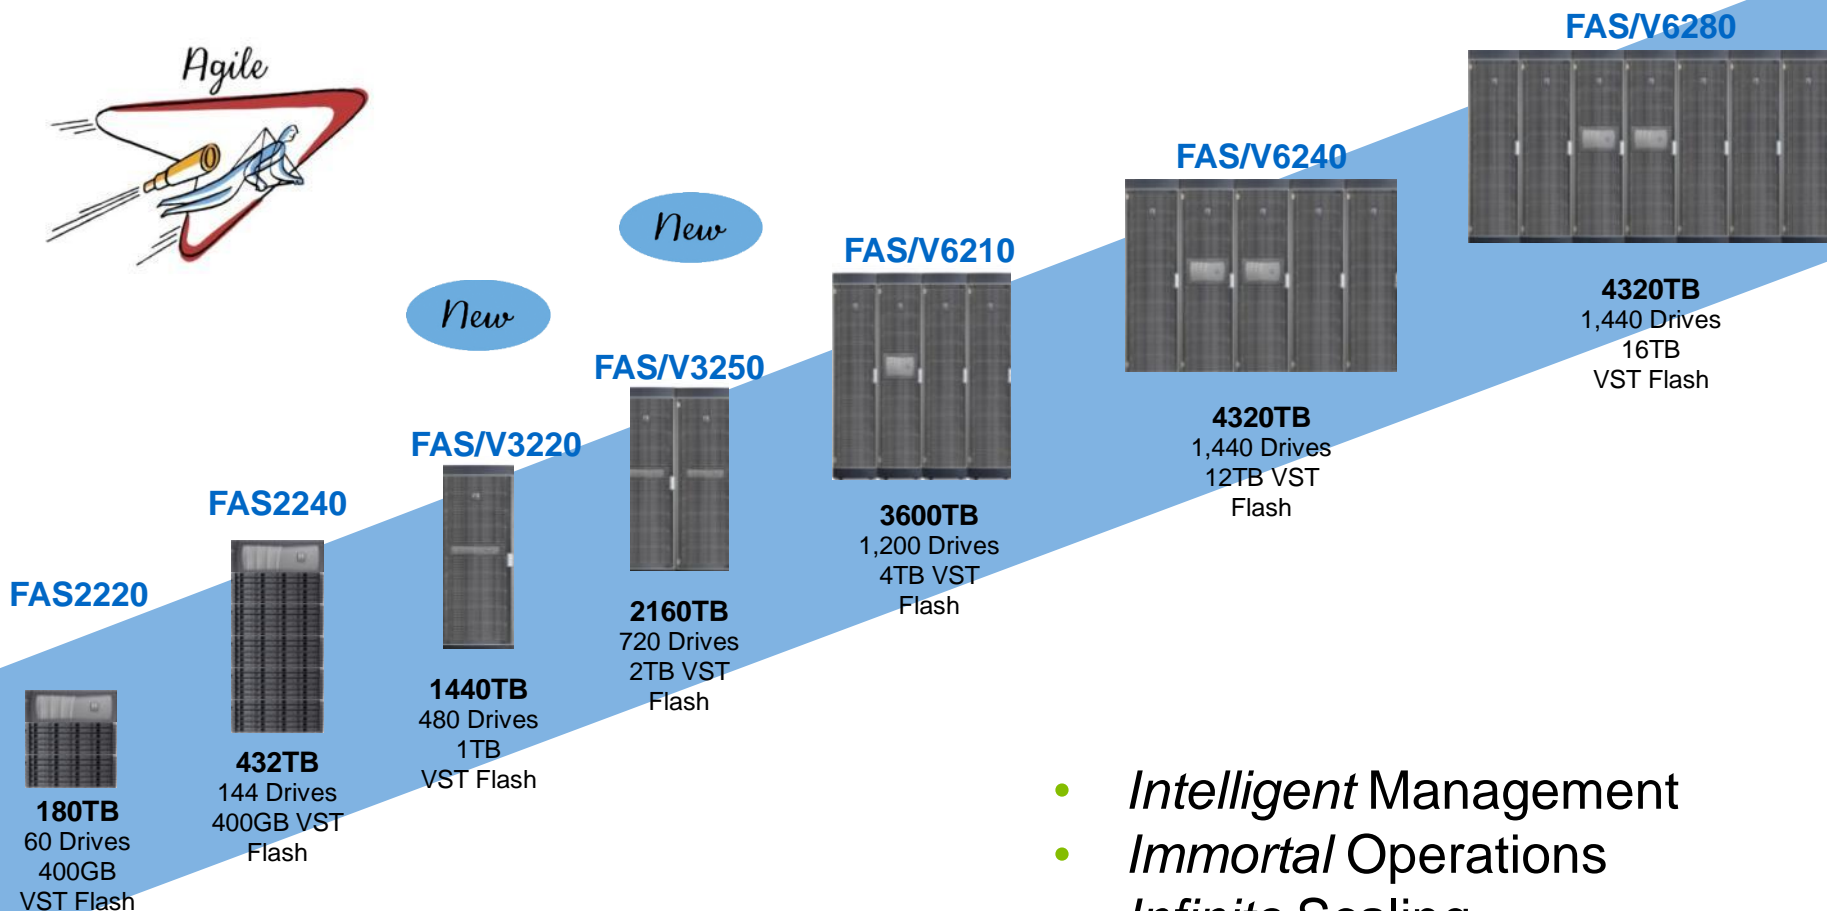 Agile
New
New
FAS2220
180TB
60 Drives
400GB
VST Flash
FAS2240
432TB
144 Drives
400GB VST
Flash
FAS/V3220
1440TB
480 Drives
1TB
VST Flash
FAS/V3250
2160TB
720 Drives
2TB VST
Flash
FAS/V6210
3600TB
1,200 Drives
4TB VST
Flash
FAS/V6240
4320TB
1,440 Drives
12TB VST
Flash
FAS/V6280
4320TB
1,440 Drives
16TB
VST Flash
• Intelligent Management
• Immortal Operations
Infinite Scaling